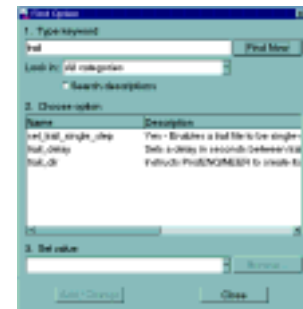 Find Option
1. Type keyword
trail
Find Now
Look in: All categories
Search descriptions
2. Choose option
Name Description
set_trail_single_step Yes - Enables a trail file to be single-
trail_delay Sets a delay in seconds between trail
trail_dir Instructs Pro/ENGINEER to create tra
3. Set value
Browse...
Add / Change Close